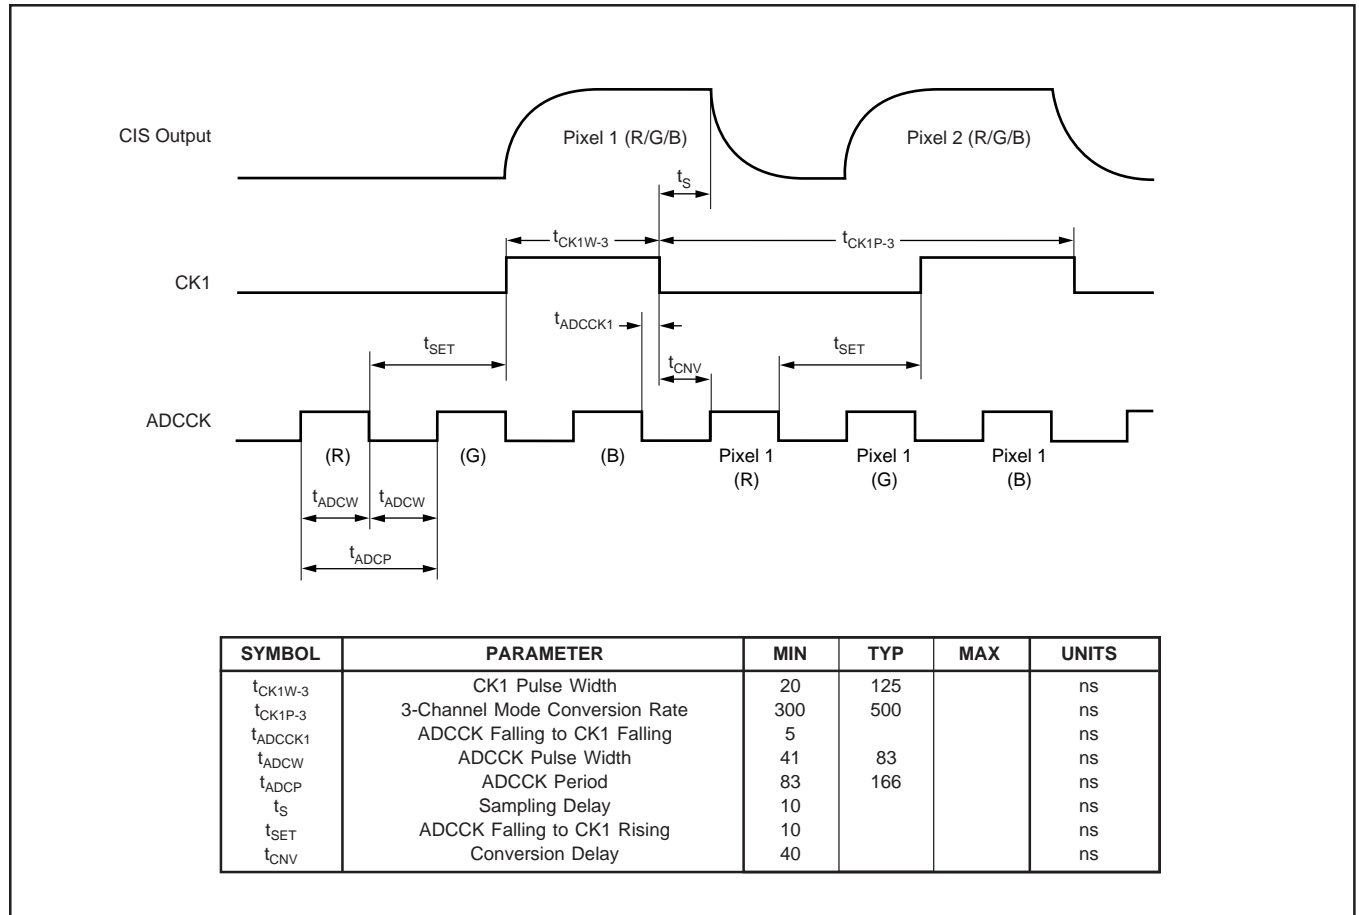 CIS Output
Pixel 1 (R/G/B)
Pixel 2 (R/G/B)
tS
tCK1W-3
tCK1P-3
CK1
tADCCK1
tSET
tCNV
tSET
ADCCK
(R)
(G)
(B)
Pixel 1
(R)
Pixel 1
(G)
Pixel 1
(B)
tADCW
tADCW
tADCP
SYMBOL PARAMETER MIN TYP MAX UNITS
tCK1W-3 CK1 Pulse Width 20 125 ns
tCK1P-3 3-Channel Mode Conversion Rate 300 500 ns
tADCCK1 ADCCK Falling to CK1 Falling 5 ns
tADCW ADCCK Pulse Width 41 83 ns
tADCP ADCCK Period 83 166 ns
tS Sampling Delay 10 ns
tSET ADCCK Falling to CK1 Rising 10 ns
tCNV Conversion Delay 40 ns